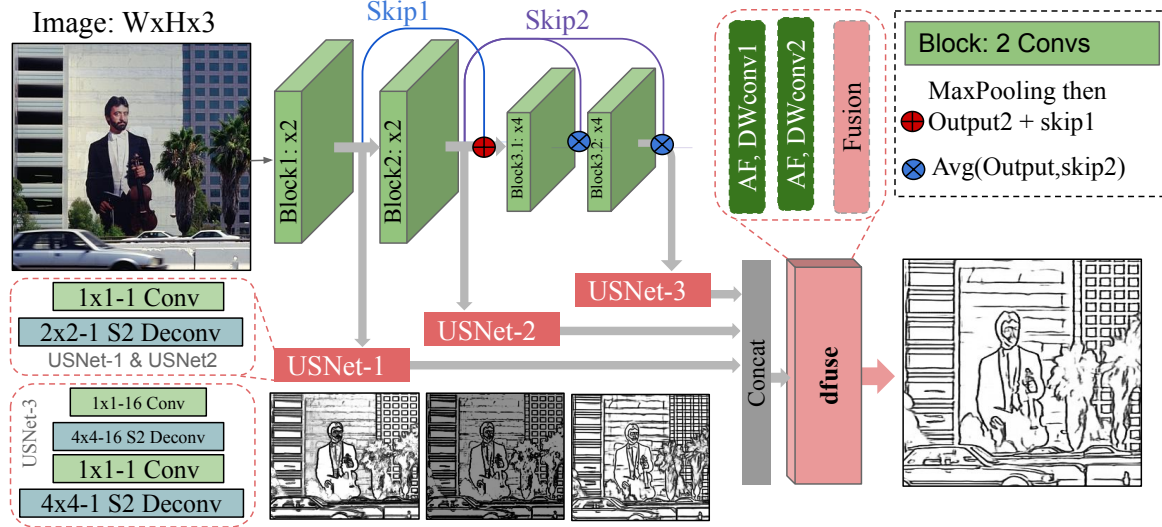 Image: WxHx3
Skip1
Skip2
Block1: x2
Block2: x2
Block3.1: x4
Block3.2: x4
AF, DWconv1
AF, DWconv2
Fusion
Block: 2 Convs
MaxPooling then
Output2 + skip1
Avg(Output,skip2)
1x1-1 Conv
2x2-1 S2 Deconv
USNet-1 & USNet2
USNet-3
1x1-16 Conv
4x4-16 S2 Deconv
1x1-1 Conv
4x4-1 S2 Deconv
USNet-1
USNet-2
USNet-3
Concat
dfuse